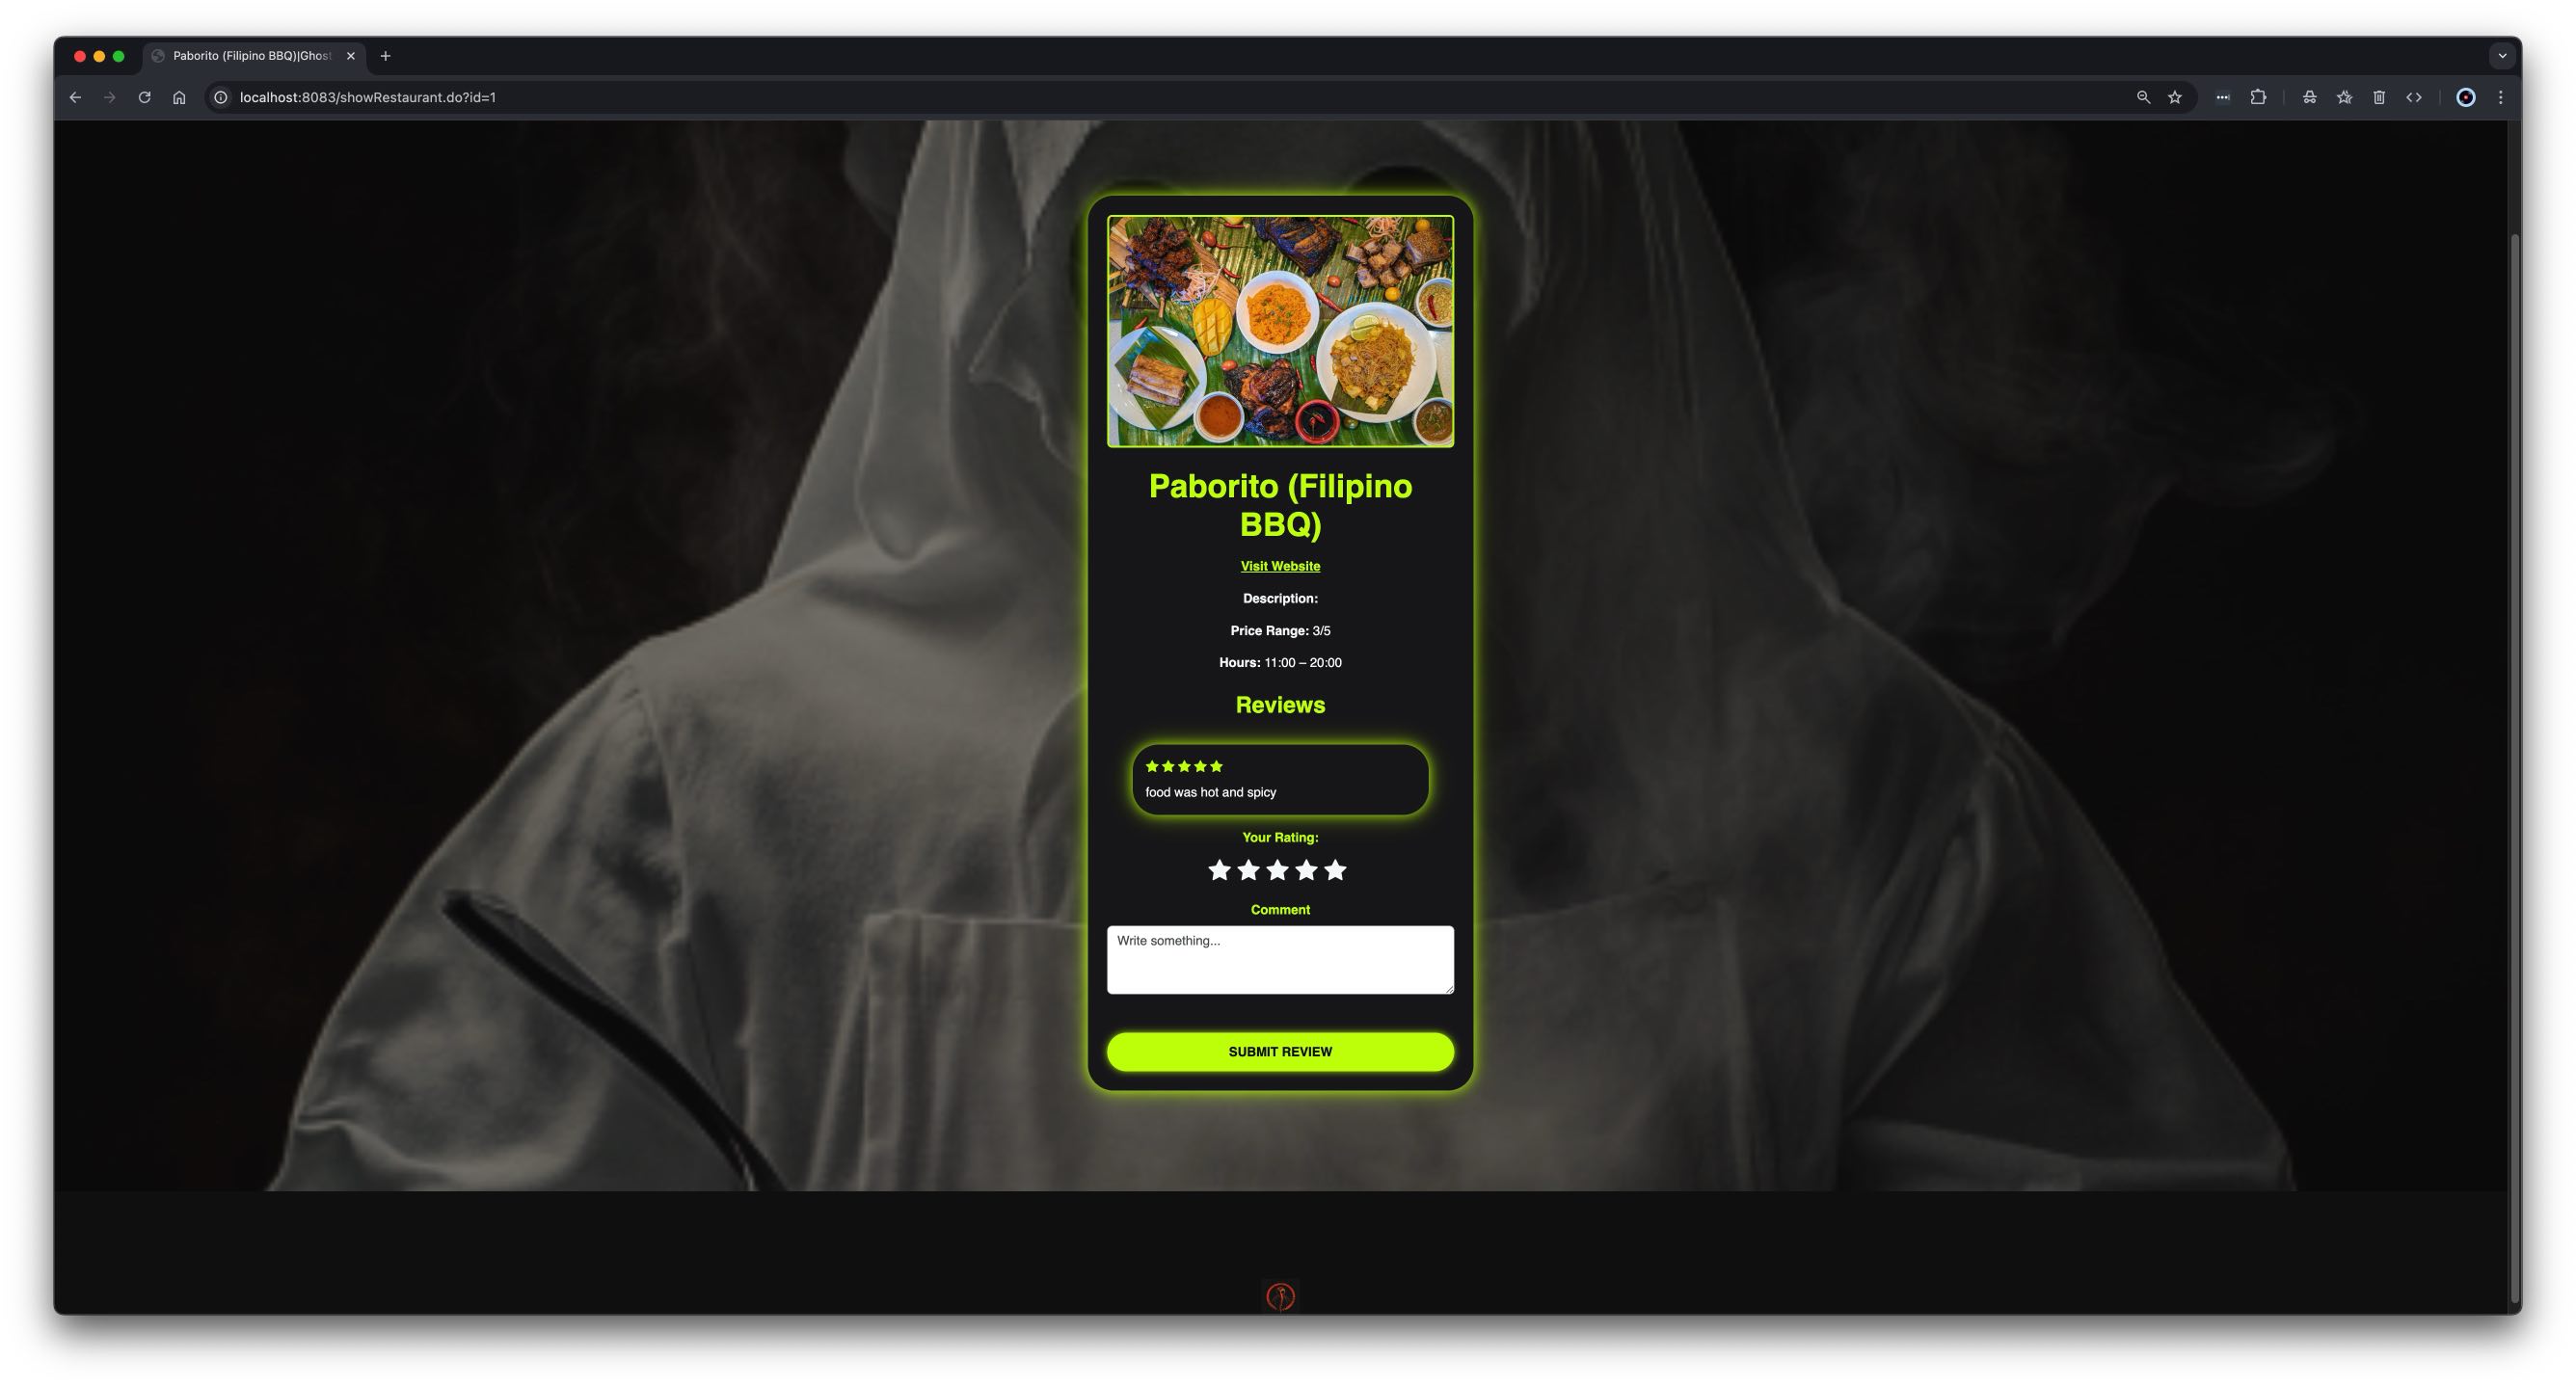 Paborito (Filipino BBQ)|Ghost
localhost:8083/showRestaurant.do?id=1
Paborito (Filipino
BBQ)
Visit Website
Description:
Price Range: 3/5
Hours: 11:00 – 20:00
Reviews
food was hot and spicy
Your Rating:
Comment
Write something...
SUBMIT REVIEW